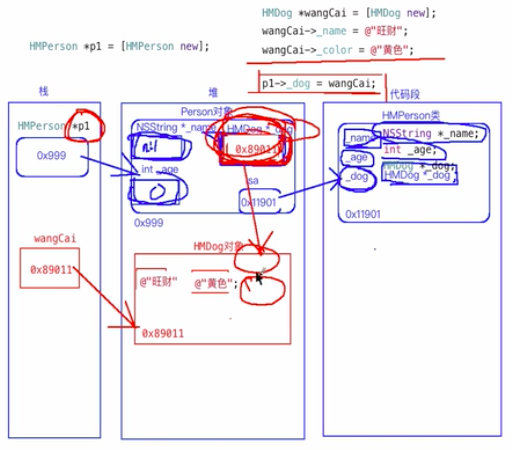 HMPerson *p1 = [HMPerson new];
HMDog *wangCai = [HMDog new];
wangCai->_name = @"旺财";
wangCai->_color = @"黄色";
p1->_dog = wangCai;
栈
堆
代码段
HMPerson *p1
0x999
Person对象
NSString *_name
HMDog *_dog
nil
0x89011
int _age
0
isa
0x11901
0x999
HMPerson类
_name
NSString *_name;
_age
int _age;
_dog
HMDog *_dog;
HMDog *_dog
0x11901
wangCai
0x89011
HMDog对象
@"旺财"
@"黄色";
0x89011